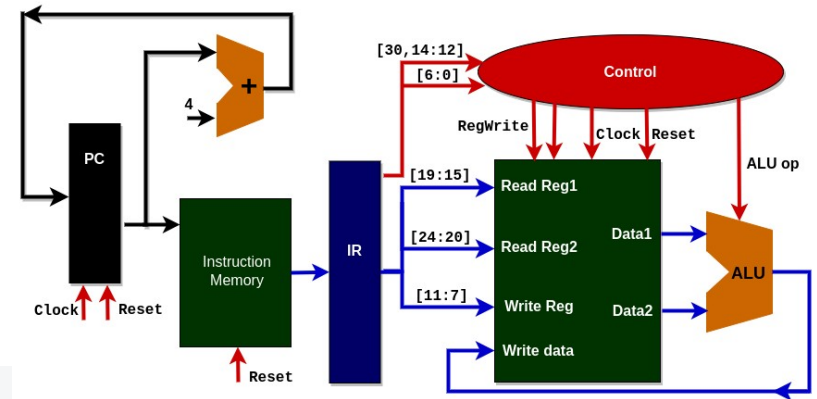 [30,14:12]
Control
[6:0]
+
4
RegWrite
Clock
Reset
PC
ALU op
[19:15]
Read Reg1
[24:20]
Read Reg2
Data1
IR
Instruction
Memory
ALU
[11:7]
Write Reg
Data2
Clock
Reset
Write data
Reset